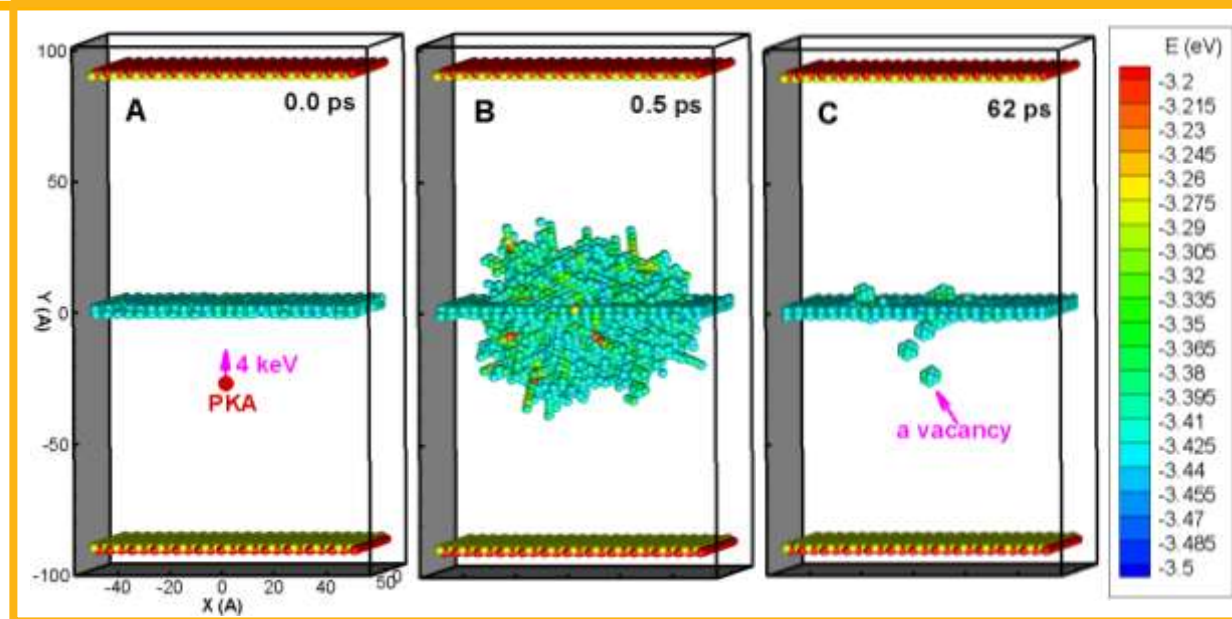 A
0.0 ps
B
0.5 ps
C
62 ps
4 keV
PKA
a vacancy
Y (A)
100
50
0
-50
-100
-40
-20
0
20
40
50
0
X (A)
E (eV)
-3.2
-3.215
-3.23
-3.245
-3.26
-3.275
-3.29
-3.305
-3.32
-3.335
-3.35
-3.365
-3.38
-3.395
-3.41
-3.425
-3.44
-3.455
-3.47
-3.485
-3.5